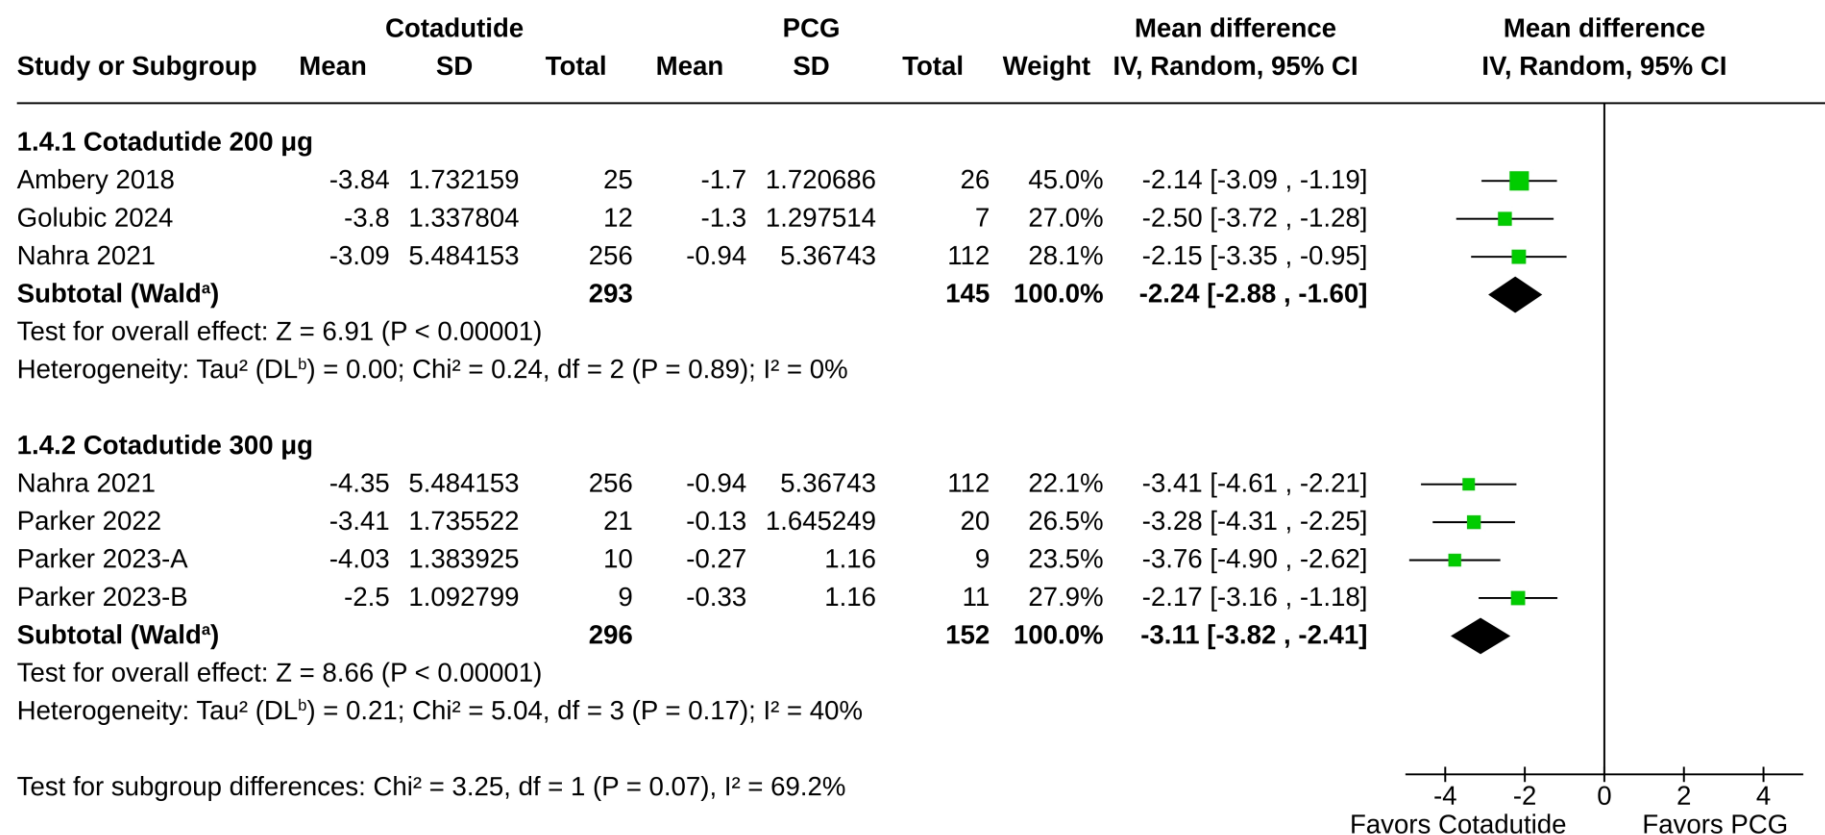 Cotadutide PCG Mean difference Mean difference
Study or Subgroup Mean SD Total Mean SD Total Weight IV, Random, 95% CI IV, Random, 95% CI
1.4.1 Cotadutide 200 μg
Ambery 2018 -3.84 1.732159 25 -1.7 1.720686 26 45.0% -2.14 [-3.09 , -1.19]
Golubic 2024 -3.8 1.337804 12 -1.3 1.297514 7 27.0% -2.50 [-3.72 , -1.28]
Nahra 2021 -3.09 5.484153 256 -0.94 5.36743 112 28.1% -2.15 [-3.35 , -0.95]
Subtotal (Waldᵃ) 293 145 100.0% -2.24 [-2.88 , -1.60]
Test for overall effect: Z = 6.91 (P < 0.00001)
Heterogeneity: Tau² (DLᵇ) = 0.00; Chi² = 0.24, df = 2 (P = 0.89); I² = 0%
1.4.2 Cotadutide 300 μg
Nahra 2021 -4.35 5.484153 256 -0.94 5.36743 112 22.1% -3.41 [-4.61 , -2.21]
Parker 2022 -3.41 1.735522 21 -0.13 1.645249 20 26.5% -3.28 [-4.31 , -2.25]
Parker 2023-A -4.03 1.383925 10 -0.27 1.16 9 23.5% -3.76 [-4.90 , -2.62]
Parker 2023-B -2.5 1.092799 9 -0.33 1.16 11 27.9% -2.17 [-3.16 , -1.18]
Subtotal (Waldᵃ) 296 152 100.0% -3.11 [-3.82 , -2.41]
Test for overall effect: Z = 8.66 (P < 0.00001)
Heterogeneity: Tau² (DLᵇ) = 0.21; Chi² = 5.04, df = 3 (P = 0.17); I² = 40%
Test for subgroup differences: Chi² = 3.25, df = 1 (P = 0.07), I² = 69.2%
-4 -2 0 2 4
Favors Cotadutide Favors PCG